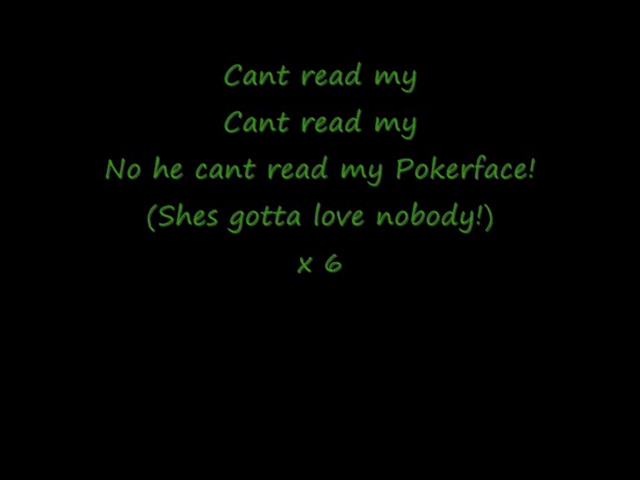 Cant read my
Cant read my
No he cant read my Pokerface!
(Shes gotta love nobody!)
x 6